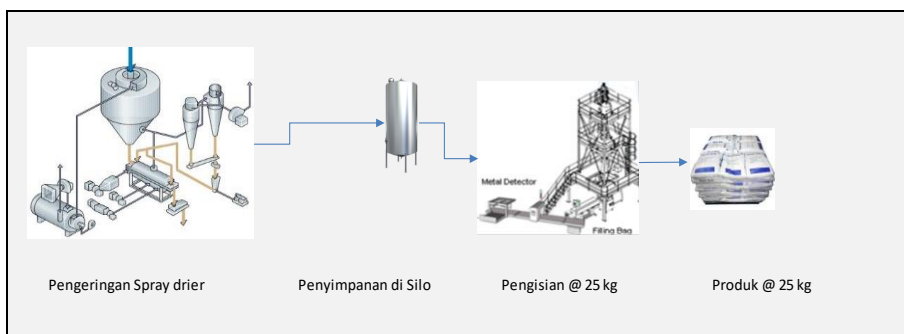 Metal Detector
Filling Bag
Pengeringan Spray drier
Penyimpanan di Silo
Pengisian @ 25 kg
Produk @ 25 kg